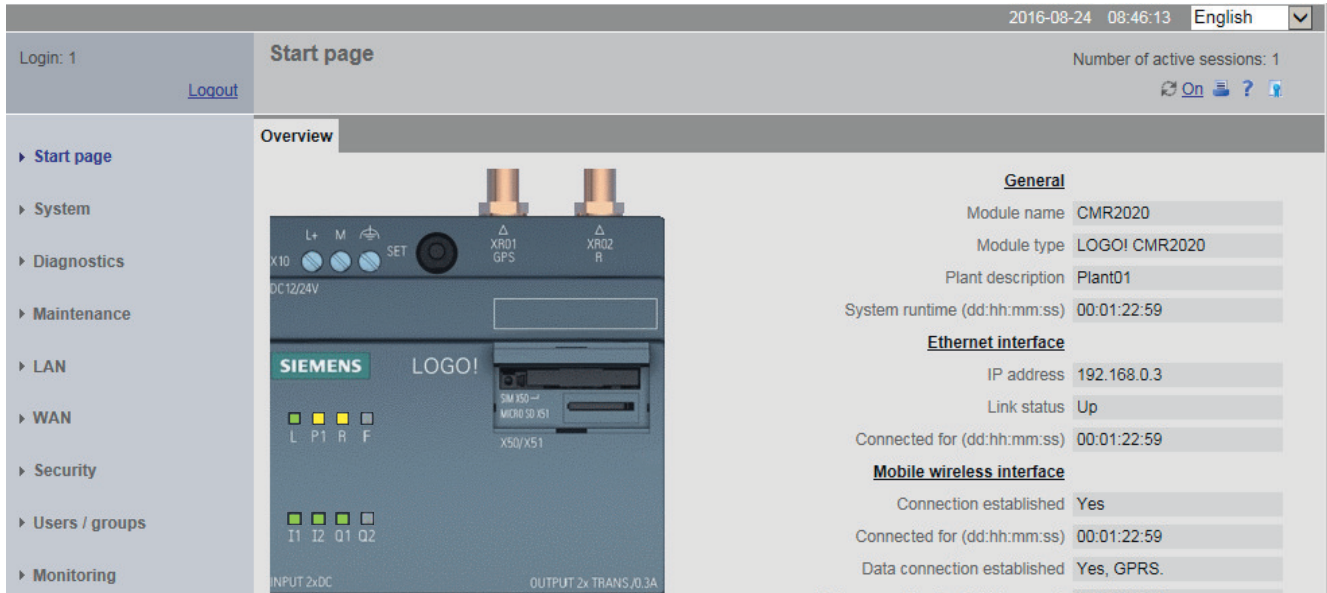 2016-08-24 08:46:13 English
Login: 1
Logout
Start page
Number of active sessions: 1
On ?
Start page
System
Diagnostics
Maintenance
LAN
WAN
Security
Users / groups
Monitoring
Overview
L+ M
SET
X10
DC12/24V
XR01
GPS
XR02
R
SIEMENS LOGO!
SIM X50
MICRO SD X51
X50/X51
L P1 R F
I1 I2 Q1 Q2
INPUT 2xDC
OUTPUT 2x TRANS./0.3A
General
Module name CMR2020
Module type LOGO! CMR2020
Plant description Plant01
System runtime (dd:hh:mm:ss) 00:01:22:59
Ethernet interface
IP address 192.168.0.3
Link status Up
Connected for (dd:hh:mm:ss) 00:01:22:59
Mobile wireless interface
Connection established Yes
Connected for (dd:hh:mm:ss) 00:01:22:59
Data connection established Yes, GPRS.